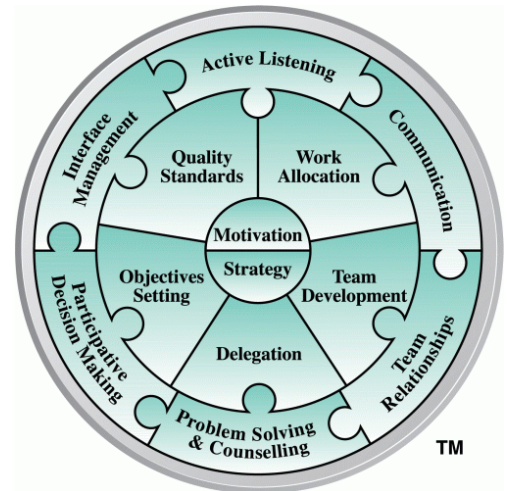 Active Listening
Communication
Team
Relationships
Problem Solving
& Counselling
Participative
Decision Making
Interface
Management
Quality
Standards
Work
Allocation
Team
Development
Delegation
Objectives
Setting
Motivation
Strategy
TM